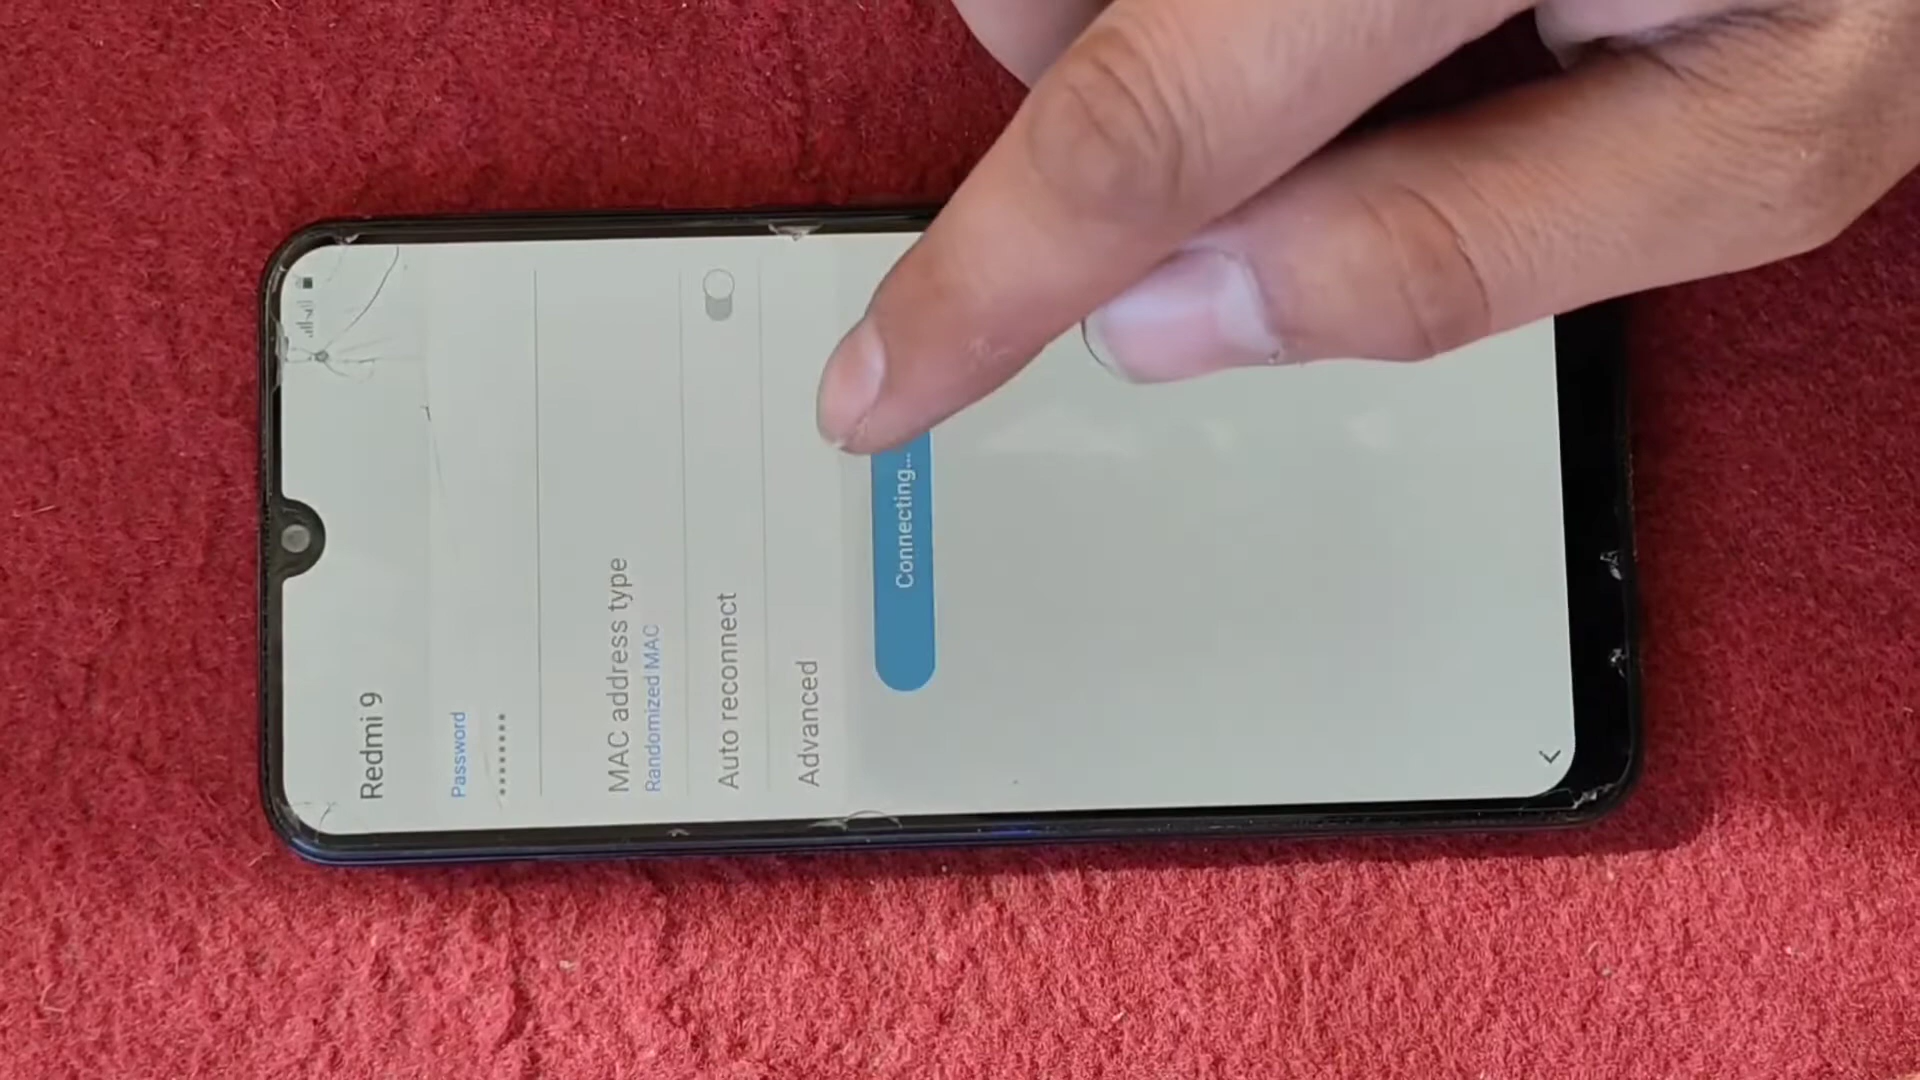 Redmi 9
Password
••••••••
MAC address type
Randomized MAC
Auto reconnect
Advanced
Connecting...